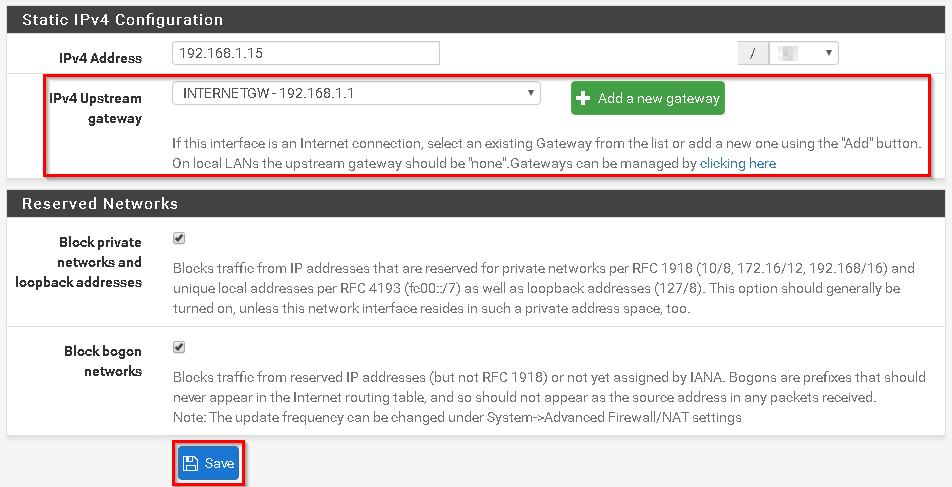 Static IPv4 Configuration
IPv4 Address
192.168.1.15
/
IPv4 Upstream
gateway
INTERNETGW - 192.168.1.1
Add a new gateway
If this interface is an Internet connection, select an existing Gateway from the list or add a new one using the "Add" button.
On local LANs the upstream gateway should be "none".Gateways can be managed by clicking here
Reserved Networks
Block private
networks and
loopback addresses
Blocks traffic from IP addresses that are reserved for private networks per RFC 1918 (10/8, 172.16/12, 192.168/16) and
unique local addresses per RFC 4193 (fc00::/7) as well as loopback addresses (127/8). This option should generally be
turned on, unless this network interface resides in such a private address space, too.
Block bogon
networks
Blocks traffic from reserved IP addresses (but not RFC 1918) or not yet assigned by IANA. Bogons are prefixes that should
never appear in the Internet routing table, and so should not appear as the source address in any packets received.
Note: The update frequency can be changed under System->Advanced Firewall/NAT settings
Save